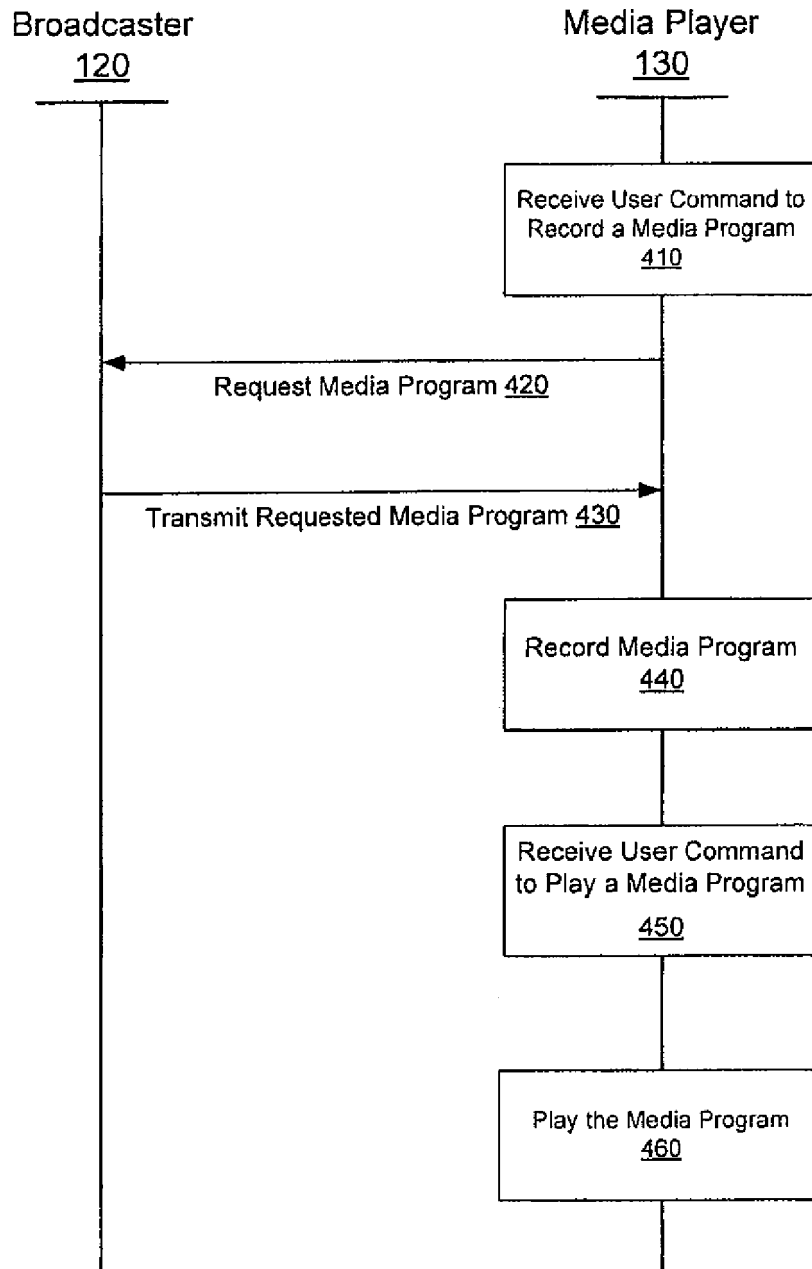 Broadcaster
120
Media Player
130
Receive User Command to
Record a Media Program
410
Request Media Program 420
Transmit Requested Media Program 430
Record Media Program
440
Receive User Command
to Play a Media Program
450
Play the Media Program
460